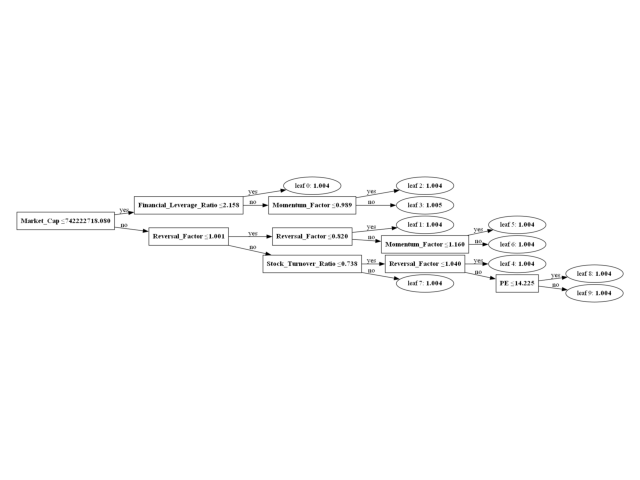 leaf 0: 1.004
yes
leaf 2: 1.004
yes
Financial_Leverage_Ratio ≤2.158
no
Momentum_Factor ≤0.989
no
leaf 3: 1.005
yes
Market_Cap ≤742222718.080
no
leaf 1: 1.004
yes
leaf 5: 1.004
yes
Reversal_Factor ≤1.001
yes
Reversal_Factor ≤0.820
no
Momentum_Factor ≤1.160
no
leaf 6: 1.004
no
Stock_Turnover_Ratio ≤0.738
yes
Reversal_Factor ≤1.040
yes
leaf 4: 1.004
no
leaf 7: 1.004
no
PE ≤14.225
yes
leaf 8: 1.004
no
leaf 9: 1.004